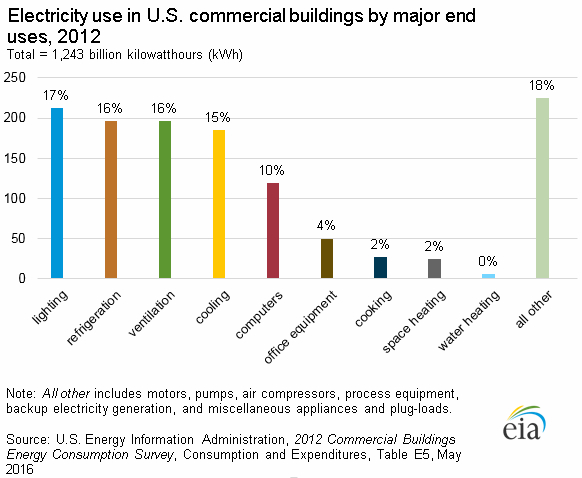 Electricity use in U.S. commercial buildings by major end
uses, 2012
Total = 1,243 billion kilowatthours (kWh)
250
200
150
100
50
0
17%
16%
16%
15%
10%
4%
2%
2%
0%
18%
lighting
refrigeration
ventilation
cooling
computers
office equipment
cooking
space heating
water heating
all other
Note: All other includes motors, pumps, air compressors, process equipment,
backup electricity generation, and miscellaneous appliances and plug-loads.
Source: U.S. Energy Information Administration, 2012 Commercial Buildings
Energy Consumption Survey, Consumption and Expenditures, Table E5, May
2016
eia